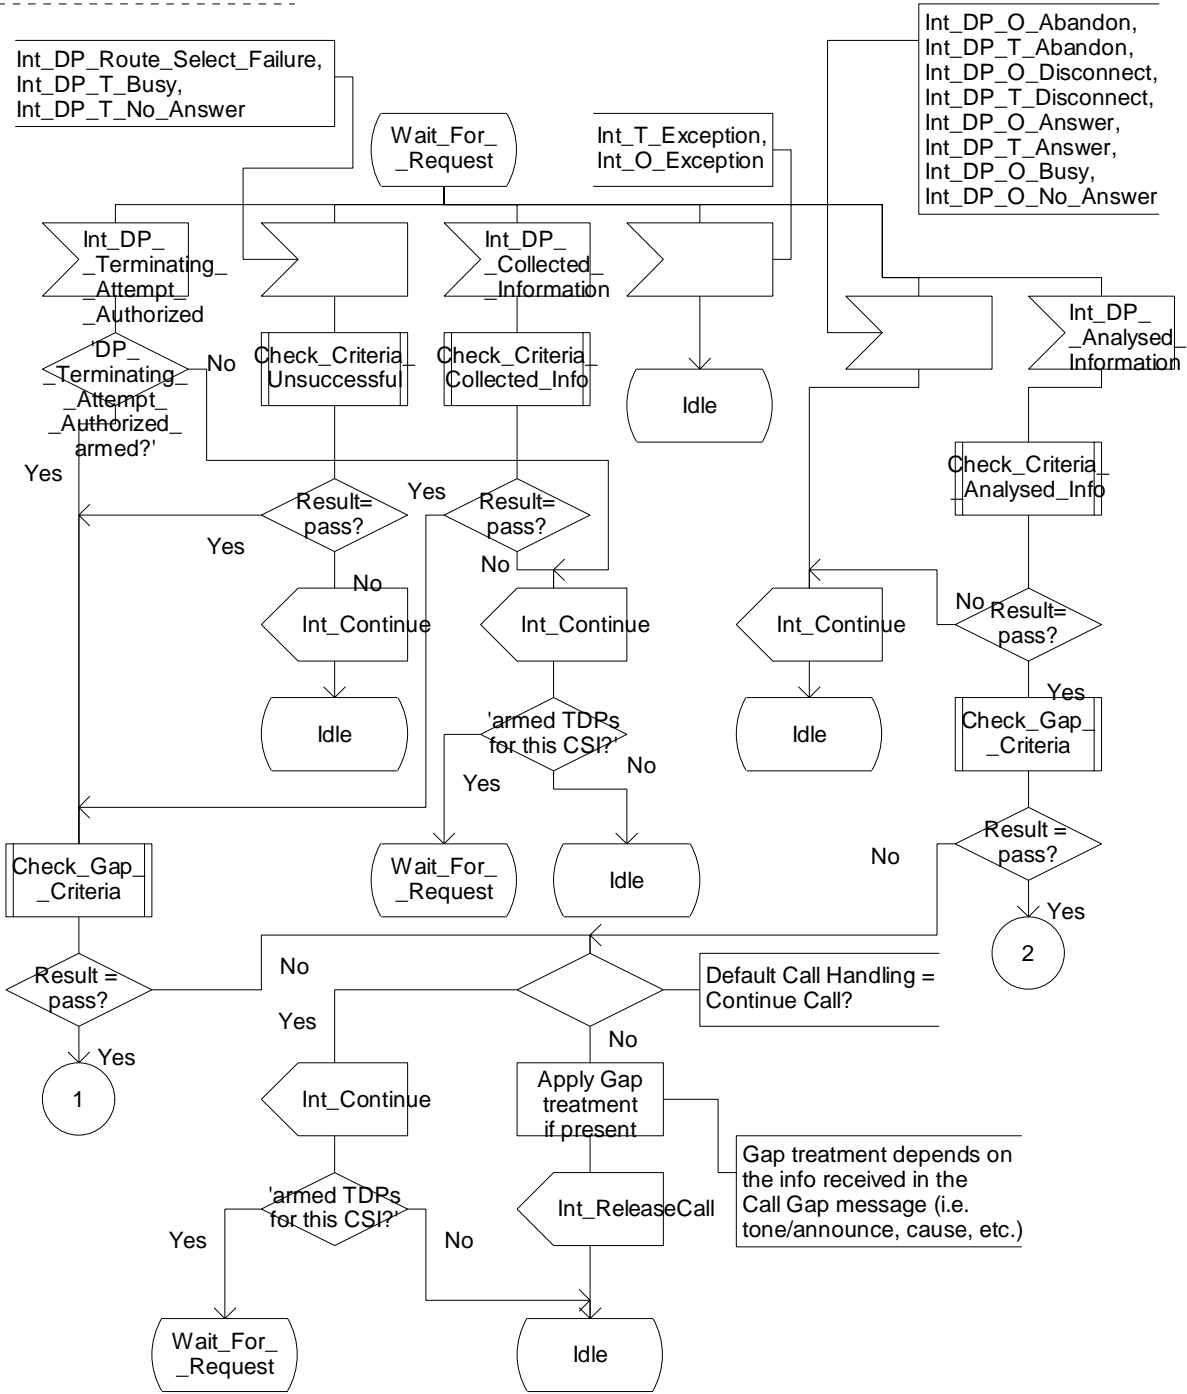 Int_DP_Route_Select_Failure,
Int_DP_T_Busy,
Int_DP_T_No_Answer
Wait_For_
_Request
Int_T_Exception,
Int_O_Exception
Int_DP_O_Abandon,
Int_DP_T_Abandon,
Int_DP_O_Disconnect,
Int_DP_T_Disconnect,
Int_DP_O_Answer,
Int_DP_T_Answer,
Int_DP_O_Busy,
Int_DP_O_No_Answer
Int_DP_
_Terminating_
_Attempt_
_Authorized
Int_DP_
_Collected_
_Information
Int_DP_
_Analysed_
Information
'DP_
_Terminating_
_Attempt_
_Authorized_
armed?'
No
Yes
Check_Criteria_
Unsuccessful
Check_Criteria_
Collected_Info
Idle
Check_Criteria_
_Analysed_Info
Result=
pass?
Yes
No
Result=
pass?
Yes
No
Int_Continue
Int_Continue
Int_Continue
Result=
pass?
No
Yes
Idle
'armed TDPs
for this CSI?'
Yes
No
Idle
Check_Gap_
_Criteria
Check_Gap_
_Criteria
Wait_For_
_Request
Idle
Result =
pass?
No
Yes
2
Result =
pass?
No
Yes
1
Default Call Handling =
Continue Call?
Yes
No
Int_Continue
Apply Gap
treatment
if present
Gap treatment depends on
the info received in the
Call Gap message (i.e.
tone/announce, cause, etc.)
'armed TDPs
for this CSI?'
Yes
No
Int_ReleaseCall
Wait_For_
_Request
Idle